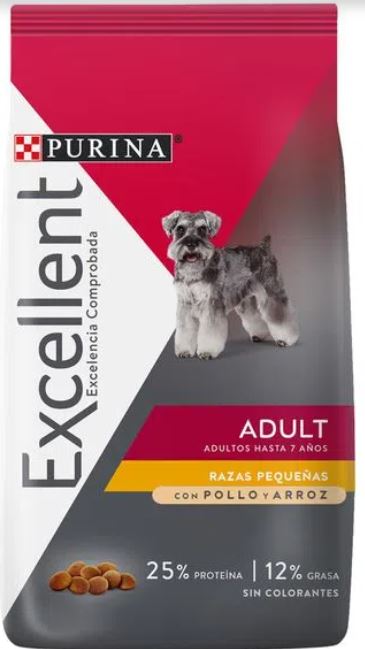 PURINA®
Excellent
Excelencia Comprobada
ADULT
ADULTOS HASTA 7 AÑOS
RAZAS PEQUEÑAS
CON POLLO Y ARROZ
25% PROTEÍNA | 12% GRASA
SIN COLORANTES